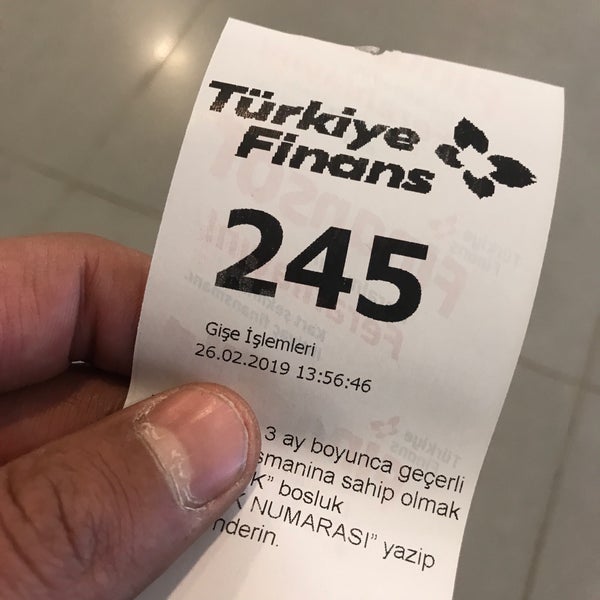 Türkiye
Finans
245
Gişe İşlemleri
26.02.2019 13:56:46
3 ay boyunca geçerli
smanina sahip olmak
K" bosluk
K NUMARASI" yazip
nderin.